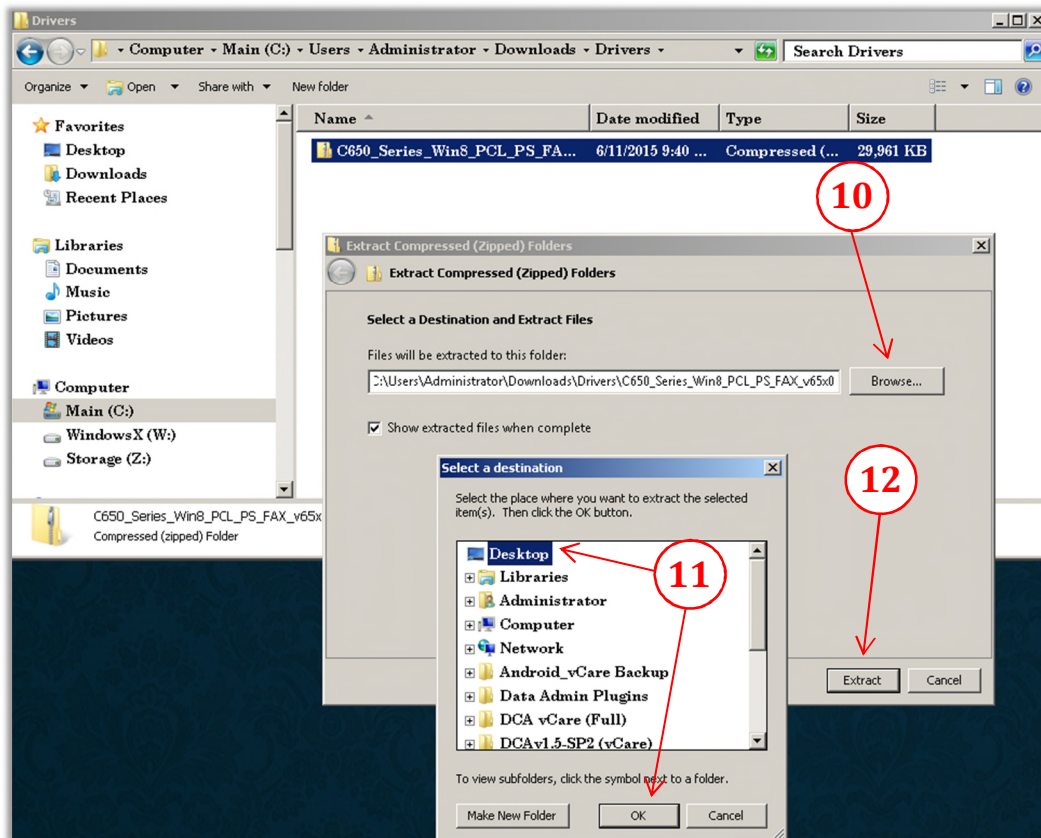 Drivers
Computer Main (C:) Users Administrator Downloads Drivers
Search Drivers
Organize Open Share with New folder
Name Date modified Type Size
C650_Series_Win8_PCL_PS_FA... 6/11/2015 9:40 ... Compressed (... 29,961 KB
Favorites
Desktop
Downloads
Recent Places
Libraries
Documents
Music
Pictures
Videos
Computer
Main (C:)
WindowsX (W:)
Storage (Z:)
C650_Series_Win8_PCL_PS_FAX_v65x
Compressed (zipped) Folder
10
Extract Compressed (Zipped) Folders
Extract Compressed (Zipped) Folders
Select a Destination and Extract Files
Files will be extracted to this folder:
C:\Users\Administrator\Downloads\Drivers\C650_Series_Win8_PCL_PS_FAX_v65x0
Browse...
Show extracted files when complete
12
Extract Cancel
Select a destination
Select the place where you want to extract the selected
item(s). Then click the OK button.
Desktop
Libraries
Administrator
Computer
Network
Android_vCare Backup
Data Admin Plugins
DCA vCare (Full)
DCAv1.5-SP2 (vCare)
11
To view subfolders, click the symbol next to a folder.
Make New Folder OK Cancel